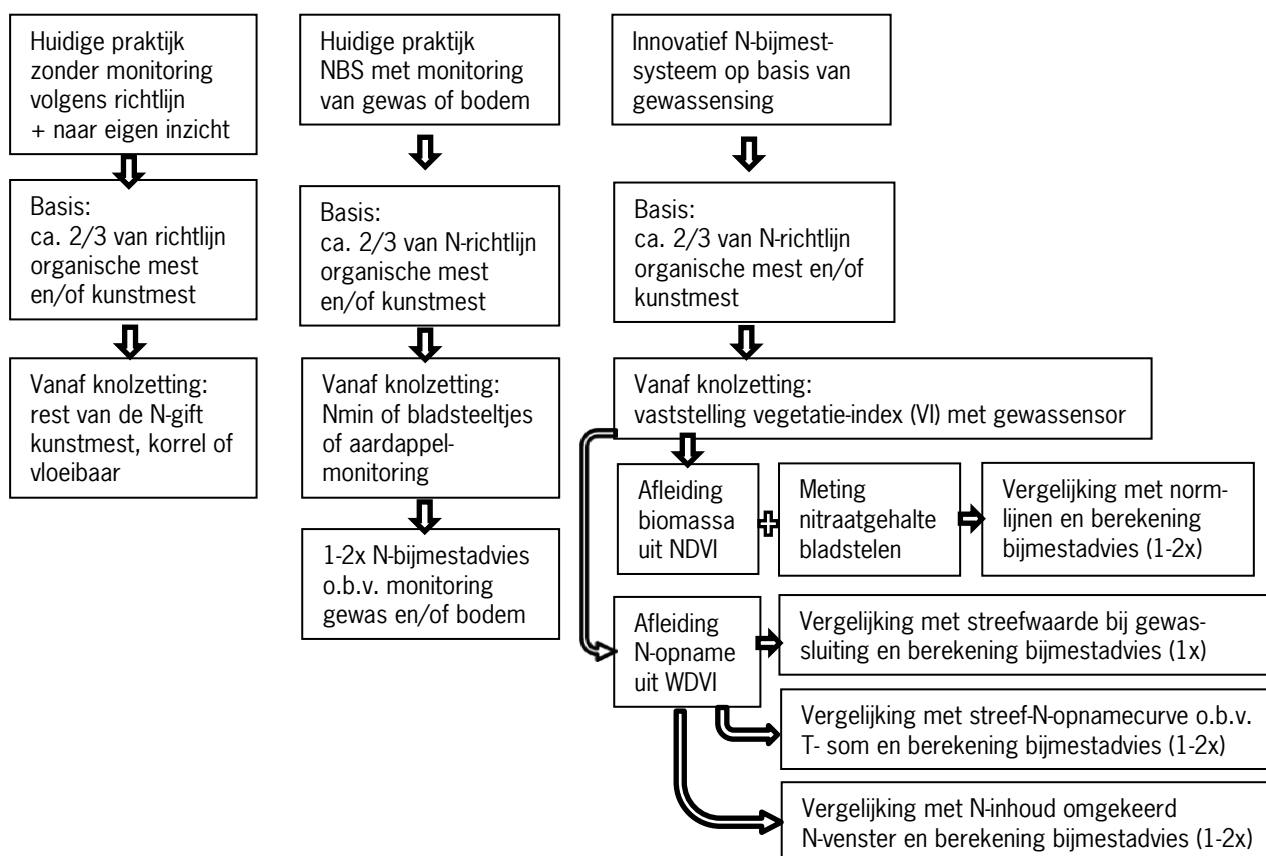 Huidige praktijk
zonder monitoring
volgens richtlijn
+ naar eigen inzicht
Basis:
ca. 2/3 van richtlijn
organische mest
en/of kunstmest
Vanaf knolzetting:
rest van de N-gift
kunstmest, korrel of
vloeibaar
Huidige praktijk
NBS met monitoring
van gewas of bodem
Basis:
ca. 2/3 van N-richtlijn
organische mest
en/of kunstmest
Vanaf knolzetting:
Nmin of bladsteeltjes
of aardappel-
monitoring
1-2x N-bijmestadvies
o.b.v. monitoring
gewas en/of bodem
Innovatief N-bijmest-
systeem op basis van
gewassensing
Basis:
ca. 2/3 van N-richtlijn
organische mest en/of
kunstmest
Vanaf knolzetting:
vaststelling vegetatie-index (VI) met gewassensor
Afleiding
biomassa
uit NDVI
Meting
nitraatgehalte
bladstelen
Vergelijking met norm-
lijnen en berekening
bijmestadvies (1-2x)
Afleiding
N-opname
uit WDVI
Vergelijking met streefwaarde bij gewas-
sluiting en berekening bijmestadvies (1x)
Vergelijking met streef-N-opnamecurve o.b.v.
T- som en berekening bijmestadvies (1-2x)
Vergelijking met N-inhoud omgekeerd
N-venster en berekening bijmestadvies (1-2x)